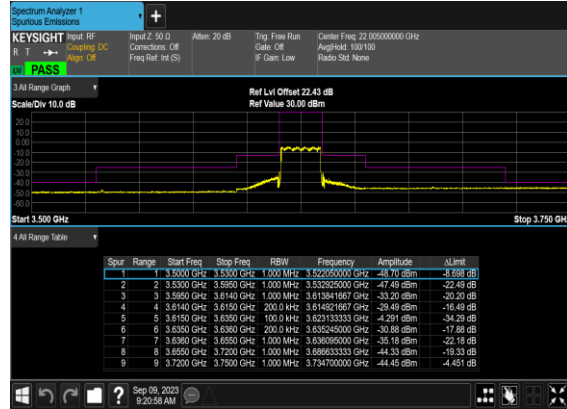 Spectrum Analyzer 1
Spurious Emissions
+
KEYSIGHT Input: RF Input Z: 50 Ω Atten: 20 dB Trig: Free Run Center Freq: 22.005000000 GHz
R T Coupling: DC Corrections: Off Gate: Off Avg|Hold: 100/100
Align: Off Freq Ref: Int (S) IF Gain: Low Radio Std: None
PASS
3 All Range Graph Ref Lvl Offset 22.43 dB
Scale/Div 10.0 dB Ref Value 30.00 dBm
20.0
10.0
0.00
-10.0
-20.0
-30.0
-40.0
-50.0
-60.0
Start 3.500 GHz Stop 3.750 GH
4 All Range Table
Spur Range Start Freq Stop Freq RBW Frequency Amplitude ΔLimit
1 1 3.5000 GHz 3.5300 GHz 1.000 MHz 3.522050000 GHz -48.70 dBm -8.698 dB
2 2 3.5300 GHz 3.5950 GHz 1.000 MHz 3.532925000 GHz -47.49 dBm -22.49 dB
3 3 3.5950 GHz 3.6140 GHz 1.000 MHz 3.613841667 GHz -33.20 dBm -20.20 dB
4 4 3.6140 GHz 3.6150 GHz 200.0 kHz 3.614921667 GHz -29.49 dBm -16.49 dB
5 5 3.6150 GHz 3.6350 GHz 100.0 kHz 3.623133333 GHz -4.291 dBm -34.29 dB
6 6 3.6350 GHz 3.6360 GHz 200.0 kHz 3.635245000 GHz -30.88 dBm -17.88 dB
7 7 3.6360 GHz 3.6550 GHz 1.000 MHz 3.636095000 GHz -35.18 dBm -22.18 dB
8 8 3.6550 GHz 3.7200 GHz 1.000 MHz 3.686633333 GHz -44.33 dBm -19.33 dB
9 9 3.7200 GHz 3.7500 GHz 1.000 MHz 3.734700000 GHz -44.45 dBm -4.451 dB
? Sep 09, 2023
9:20:58 AM